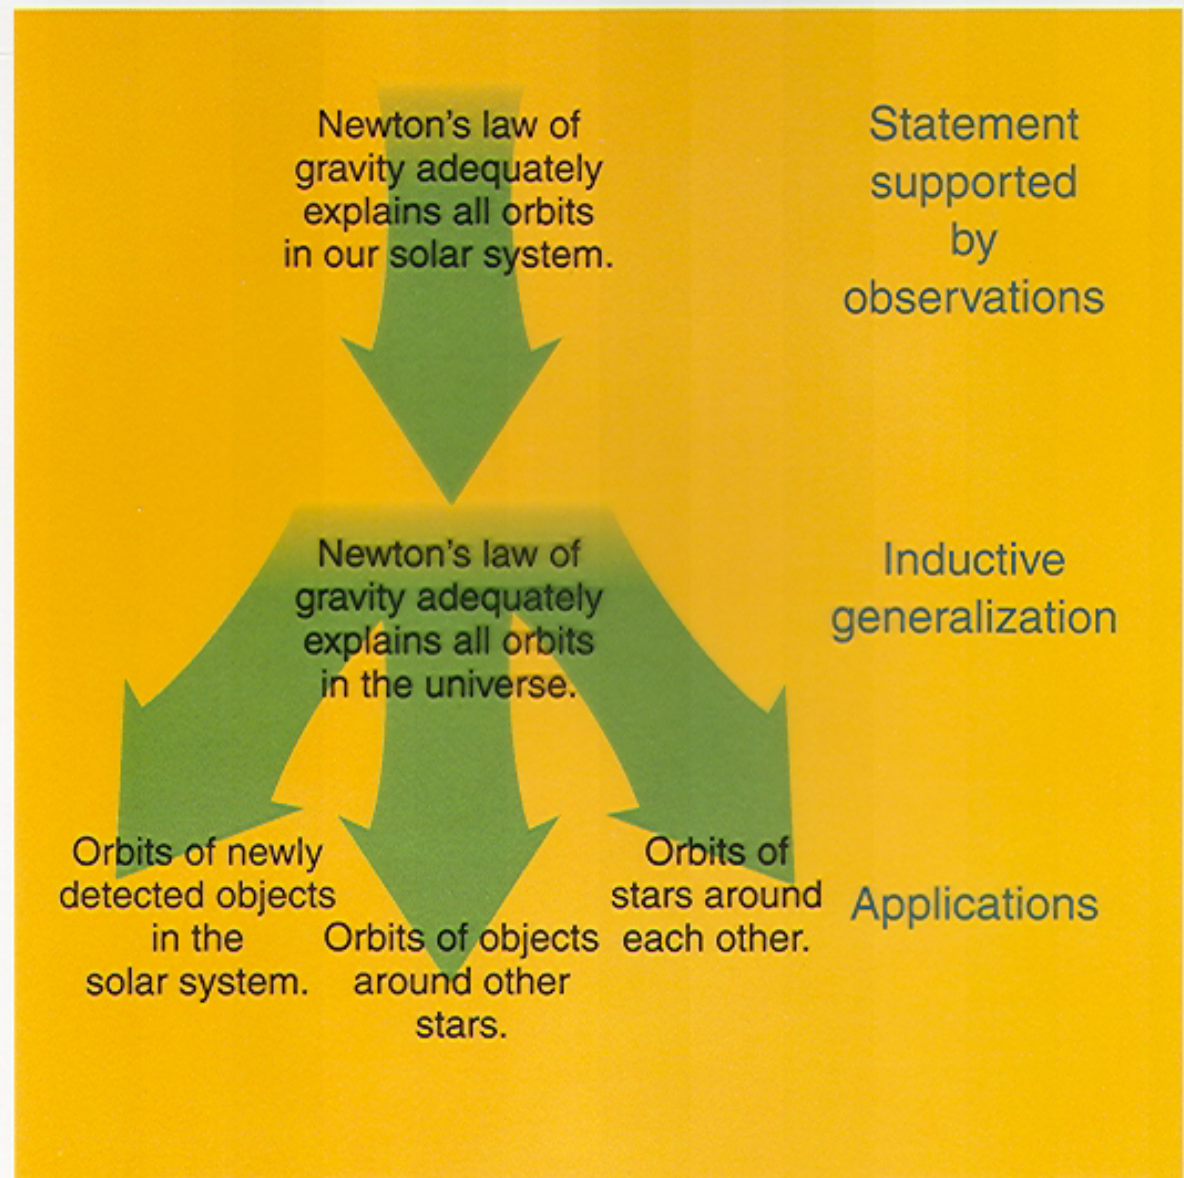 Newton's law of
gravity adequately
explains all orbits
in our solar system.
Statement
supported
by
observations
Newton's law of
gravity adequately
explains all orbits
in the universe.
Inductive
generalization
Orbits of newly
detected objects
in the
solar system.
Orbits of objects
around other
stars.
Orbits of
stars around
each other.
Applications